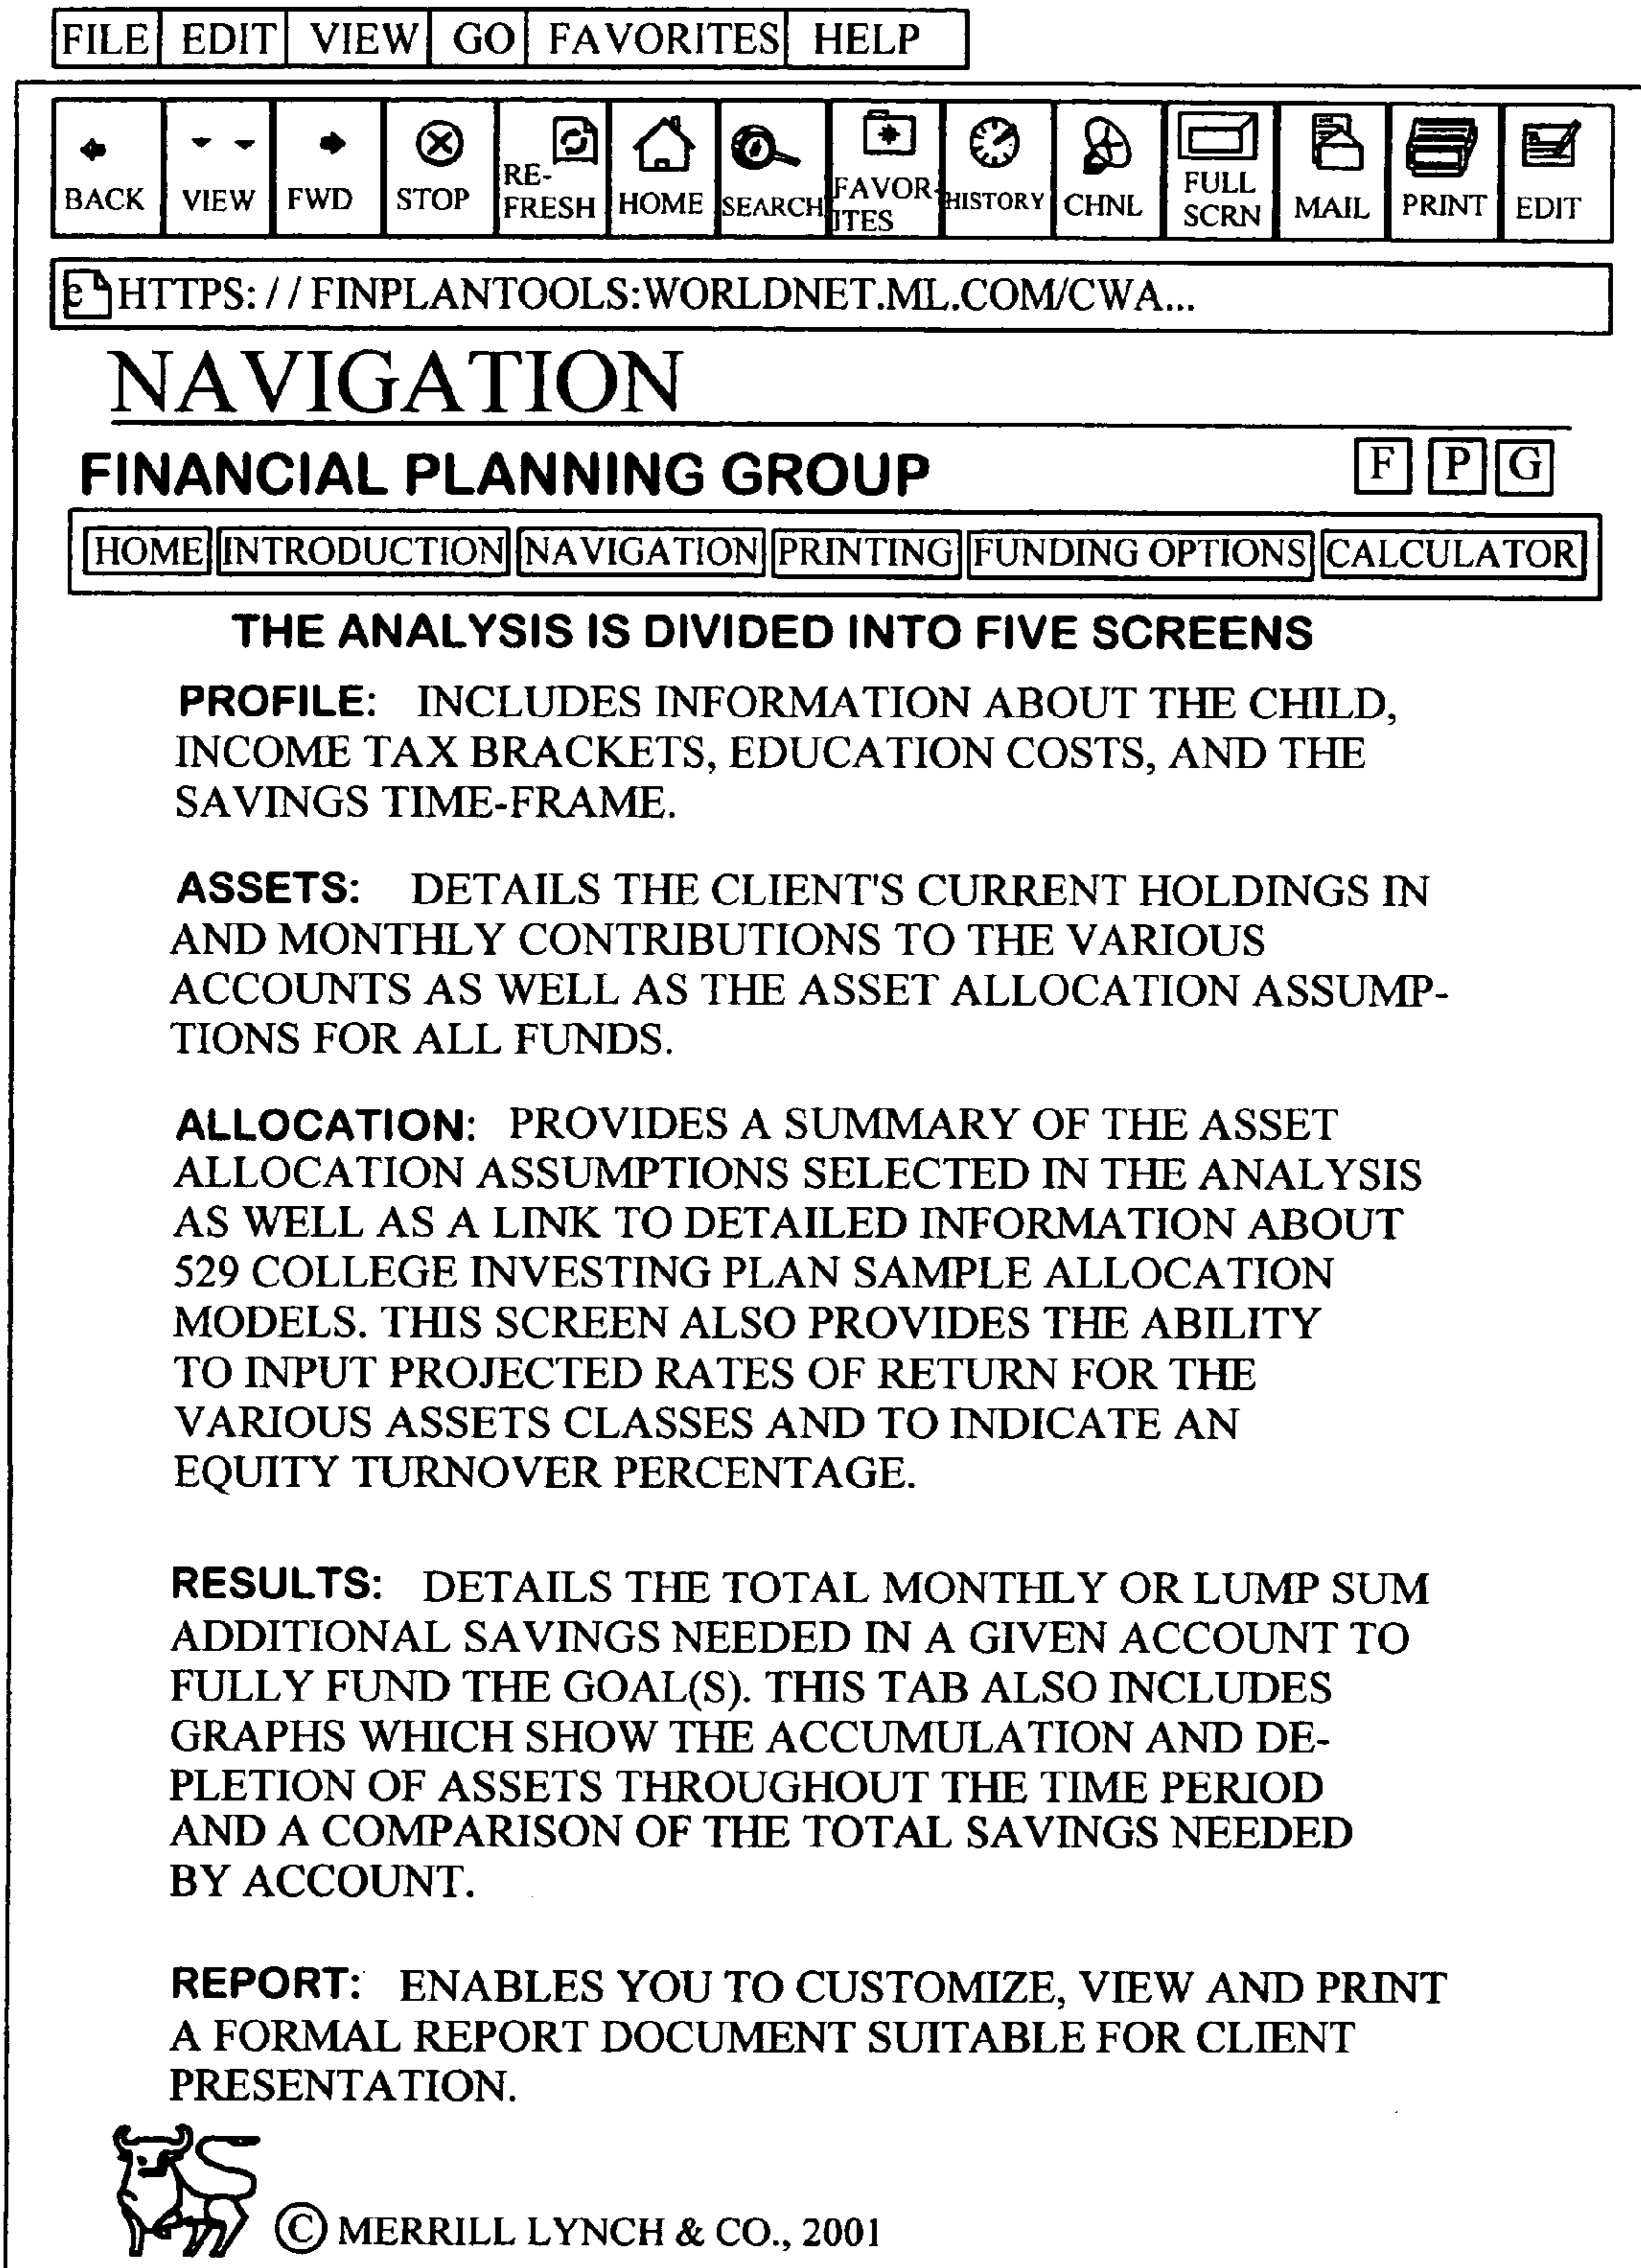 FILE EDIT VIEW GO FAVORITES HELP
BACK VIEW FWD STOP RE-FRESH HOME SEARCH FAVOR-ITES HISTORY CHNL FULL SCRN MAIL PRINT EDIT
e HTTPS: / / FINPLANTOOLS:WORLDNET.ML.COM/CWA...
NAVIGATION
FINANCIAL PLANNING GROUP F P G
HOME INTRODUCTION NAVIGATION PRINTING FUNDING OPTIONS CALCULATOR
THE ANALYSIS IS DIVIDED INTO FIVE SCREENS
PROFILE: INCLUDES INFORMATION ABOUT THE CHILD,
INCOME TAX BRACKETS, EDUCATION COSTS, AND THE
SAVINGS TIME-FRAME.
ASSETS: DETAILS THE CLIENT'S CURRENT HOLDINGS IN
AND MONTHLY CONTRIBUTIONS TO THE VARIOUS
ACCOUNTS AS WELL AS THE ASSET ALLOCATION ASSUMP-
TIONS FOR ALL FUNDS.
ALLOCATION: PROVIDES A SUMMARY OF THE ASSET
ALLOCATION ASSUMPTIONS SELECTED IN THE ANALYSIS
AS WELL AS A LINK TO DETAILED INFORMATION ABOUT
529 COLLEGE INVESTING PLAN SAMPLE ALLOCATION
MODELS. THIS SCREEN ALSO PROVIDES THE ABILITY
TO INPUT PROJECTED RATES OF RETURN FOR THE
VARIOUS ASSETS CLASSES AND TO INDICATE AN
EQUITY TURNOVER PERCENTAGE.
RESULTS: DETAILS THE TOTAL MONTHLY OR LUMP SUM
ADDITIONAL SAVINGS NEEDED IN A GIVEN ACCOUNT TO
FULLY FUND THE GOAL(S). THIS TAB ALSO INCLUDES
GRAPHS WHICH SHOW THE ACCUMULATION AND DE-
PLETION OF ASSETS THROUGHOUT THE TIME PERIOD
AND A COMPARISON OF THE TOTAL SAVINGS NEEDED
BY ACCOUNT.
REPORT: ENABLES YOU TO CUSTOMIZE, VIEW AND PRINT
A FORMAL REPORT DOCUMENT SUITABLE FOR CLIENT
PRESENTATION.
© MERRILL LYNCH & CO., 2001